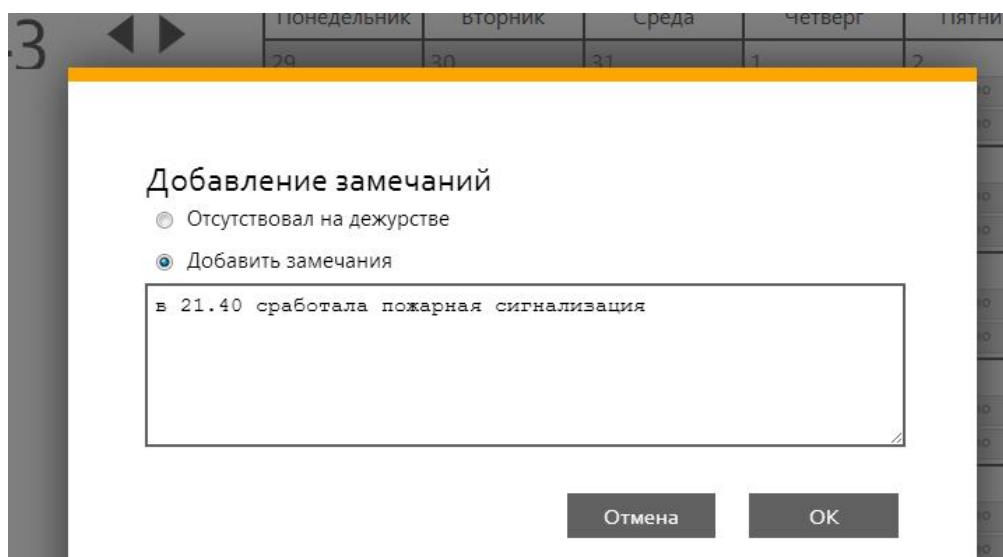 Понедельник Вторник Среда Четверг
29 30 31 1 2
Добавление замечаний
Отсутствовал на дежурстве
Добавить замечания
в 21.40 сработала пожарная сигнализация
Отмена OK